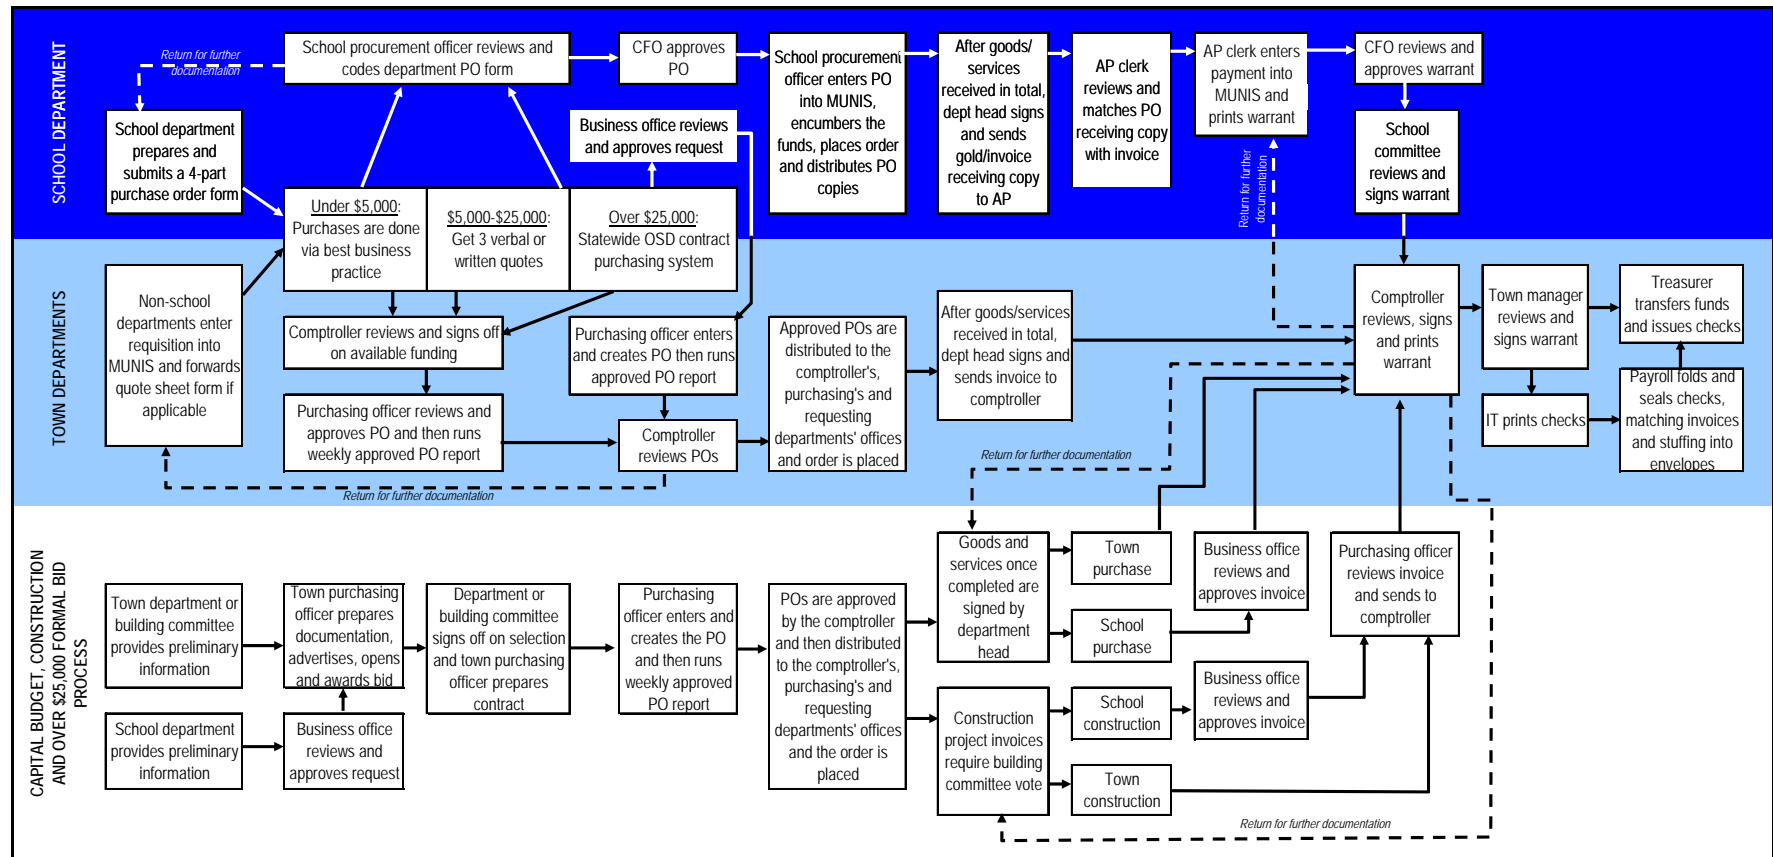 SCHOOL DEPARTMENT
Return for further
documentation
School department
prepares and
submits a 4-part
purchase order form
School procurement officer reviews and
codes department PO form
CFO approves
PO
Business office reviews
and approves request
School procurement
officer enters PO
into MUNIS,
encumbers the
funds, places order
and distributes PO
copies
After goods/
services
received in total,
dept head signs
and sends
gold/invoice
receiving copy
to AP
AP clerk
reviews and
matches PO
receiving copy
with invoice
AP clerk enters
payment into
MUNIS and
prints warrant
Return for further
documentation
CFO reviews and
approves warrant
School
committee
reviews and
signs warrant
Under $5,000:
Purchases are done
via best business
practice
$5,000-$25,000:
Get 3 verbal or
written quotes
Over $25,000:
Statewide OSD contract
purchasing system
TOWN DEPARTMENTS
Non-school
departments enter
requisition into
MUNIS and forwards
quote sheet form if
applicable
Comptroller reviews and signs off
on available funding
Purchasing officer reviews and
approves PO and then runs
weekly approved PO report
Purchasing officer enters
and creates PO then runs
approved PO report
Comptroller
reviews POs
Return for further documentation
Approved POs are
distributed to the
comptroller's,
purchasing's and
requesting
departments' offices
and order is placed
After goods/services
received in total,
dept head signs and
sends invoice to
comptroller
Return for further documentation
Comptroller
reviews, signs
and prints
warrant
Town manager
reviews and
signs warrant
Treasurer
transfers funds
and issues checks
IT prints checks
Payroll folds and
seals checks,
matching invoices
and stuffing into
envelopes
CAPITAL BUDGET, CONSTRUCTION
AND OVER $25,000 FORMAL BID
PROCESS
Town department or
building committee
provides preliminary
information
School department
provides preliminary
information
Town purchasing
officer prepares
documentation,
advertises, opens
and awards bid
Business office
reviews and
approves request
Department or
building committee
signs off on selection
and town purchasing
officer prepares
contract
Purchasing
officer enters and
creates the PO
and then runs
weekly approved
PO report
POs are approved
by the comptroller
and then distributed
to the comptroller's,
purchasing's and
requesting
departments' offices
and the order is
placed
Goods and
services once
completed are
signed by
department
head
Town
purchase
School
purchase
Business office
reviews and
approves invoice
Purchasing officer
reviews invoice
and sends to
comptroller
Construction
project invoices
require building
committee vote
School
construction
Town
construction
Business office
reviews and
approves invoice
Return for further documentation